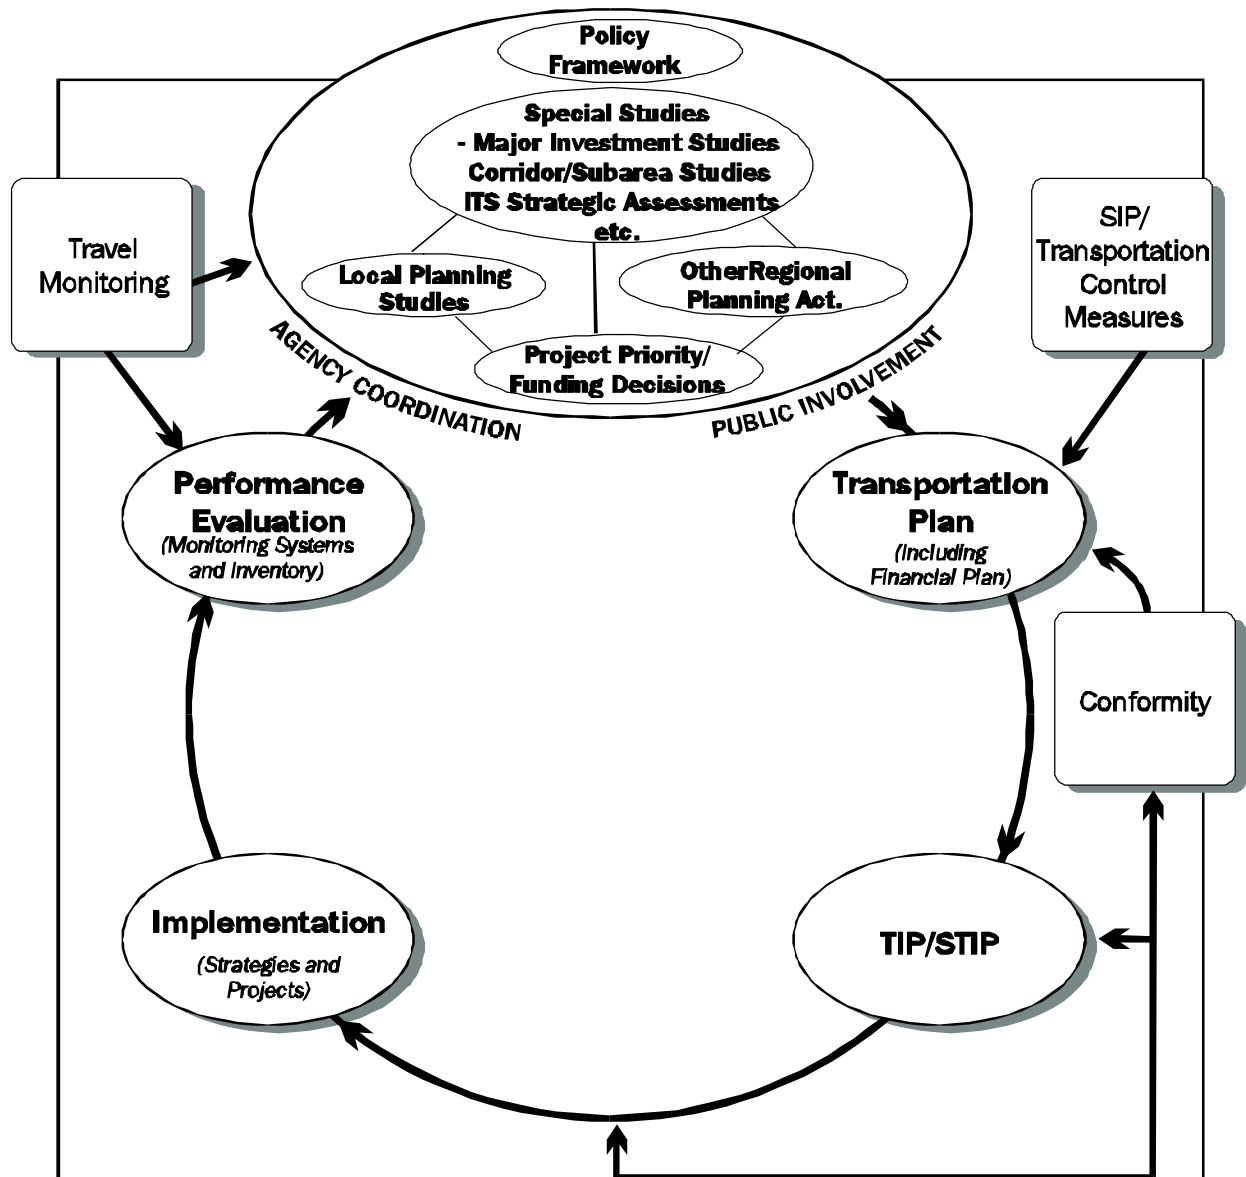 Policy
Framework
Special Studies
- Major Investment Studies
Corridor/Subarea Studies
ITS Strategic Assessments
etc.
Local Planning
Studies
OtherRegional
Planning Act.
Project Priority/
Funding Decisions
AGENCY COORDINATION
PUBLIC INVOLVEMENT
Travel
Monitoring
SIP/
Transportation
Control
Measures
Performance
Evaluation
(Monitoring Systems
and Inventory)
Transportation
Plan
(Including
Financial Plan)
Conformity
Implementation
(Strategies and
Projects)
TIP/STIP